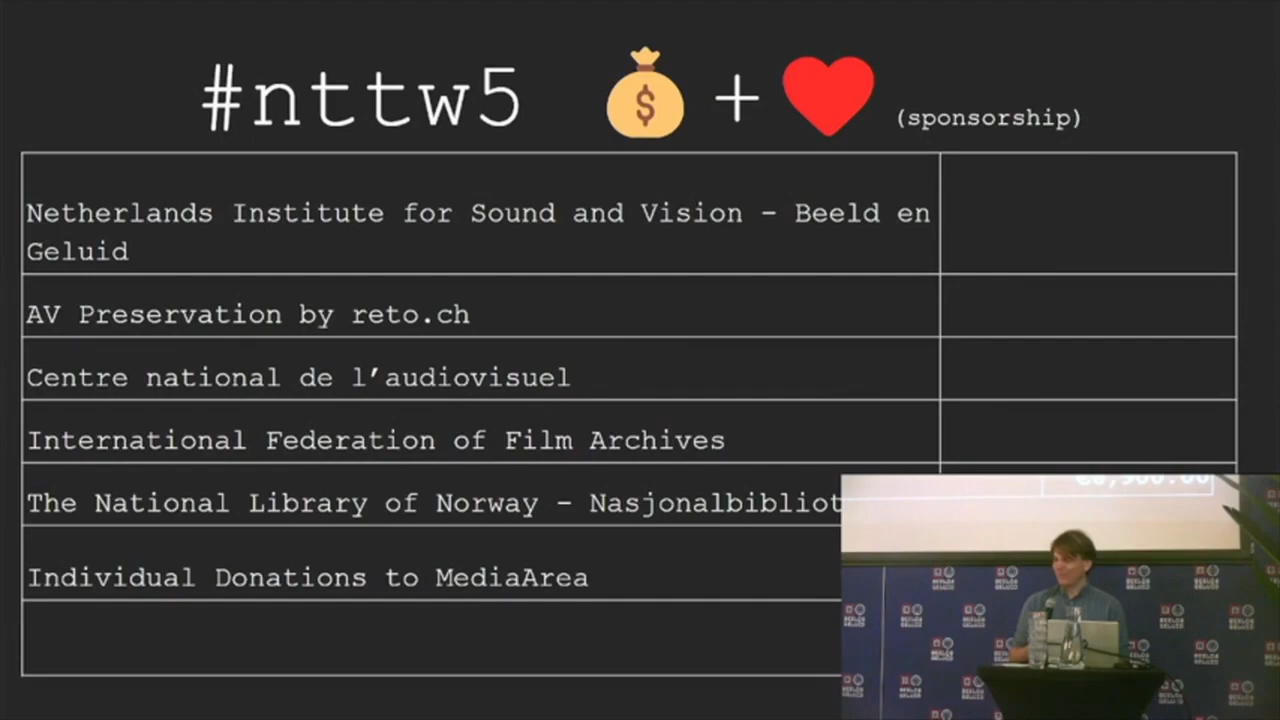 #nttw5 $ + (sponsorship)
Netherlands Institute for Sound and Vision – Beeld en
Geluid
AV Preservation by reto.ch
Centre national de l’audiovisuel
International Federation of Film Archives
The National Library of Norway – Nasjonalbibliot
Individual Donations to MediaArea